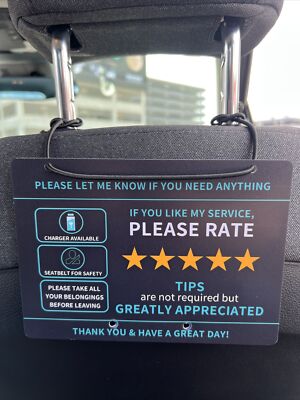 PLEASE LET ME KNOW IF YOU NEED ANYTHING
CHARGER AVAILABLE
SEATBELT FOR SAFETY
PLEASE TAKE ALL
YOUR BELONGINGS
BEFORE LEAVING
IF YOU LIKE MY SERVICE,
PLEASE RATE
TIPS
are not required but
GREATLY APPRECIATED
THANK YOU & HAVE A GREAT DAY!